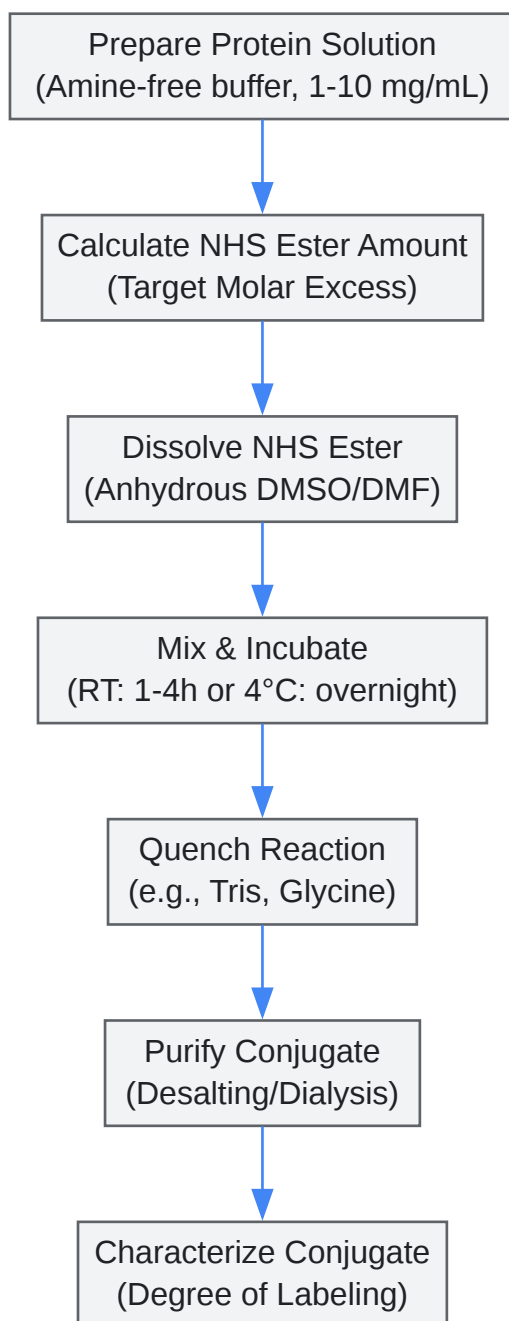 Prepare Protein Solution
(Amine-free buffer, 1-10 mg/mL)
Calculate NHS Ester Amount
(Target Molar Excess)
Dissolve NHS Ester
(Anhydrous DMSO/DMF)
Mix & Incubate
(RT: 1-4h or 4°C: overnight)
Quench Reaction
(e.g., Tris, Glycine)
Purify Conjugate
(Desalting/Dialysis)
Characterize Conjugate
(Degree of Labeling)